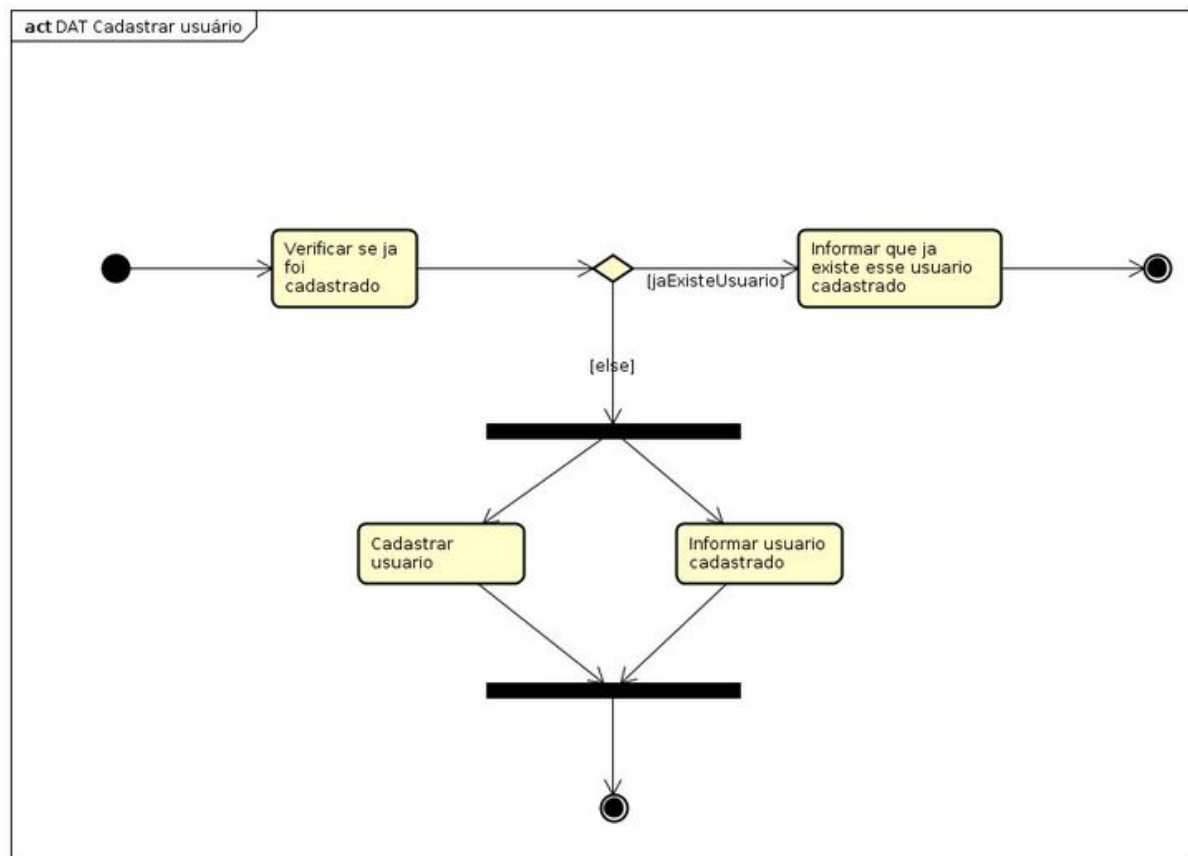 act DAT Cadastrar usuário
Verificar se ja
foi
cadastrado
[jaExisteUsuario]
Informar que ja
existe esse usuario
cadastrado
[else]
Cadastrar
usuario
Informar usuario
cadastrado